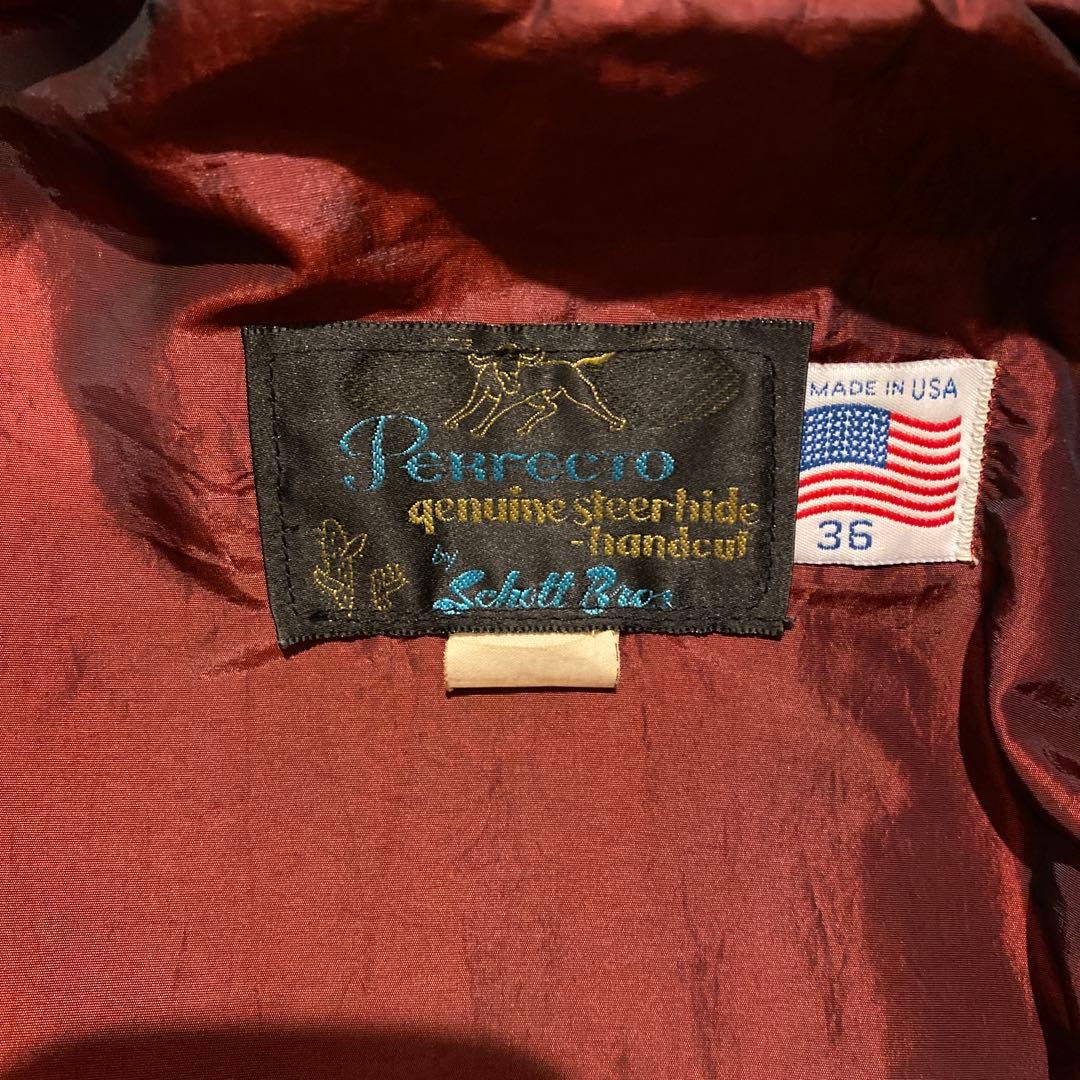 Perfecto
genuine steerhide
-handcut
by
Schott Bros
MADE IN USA
36